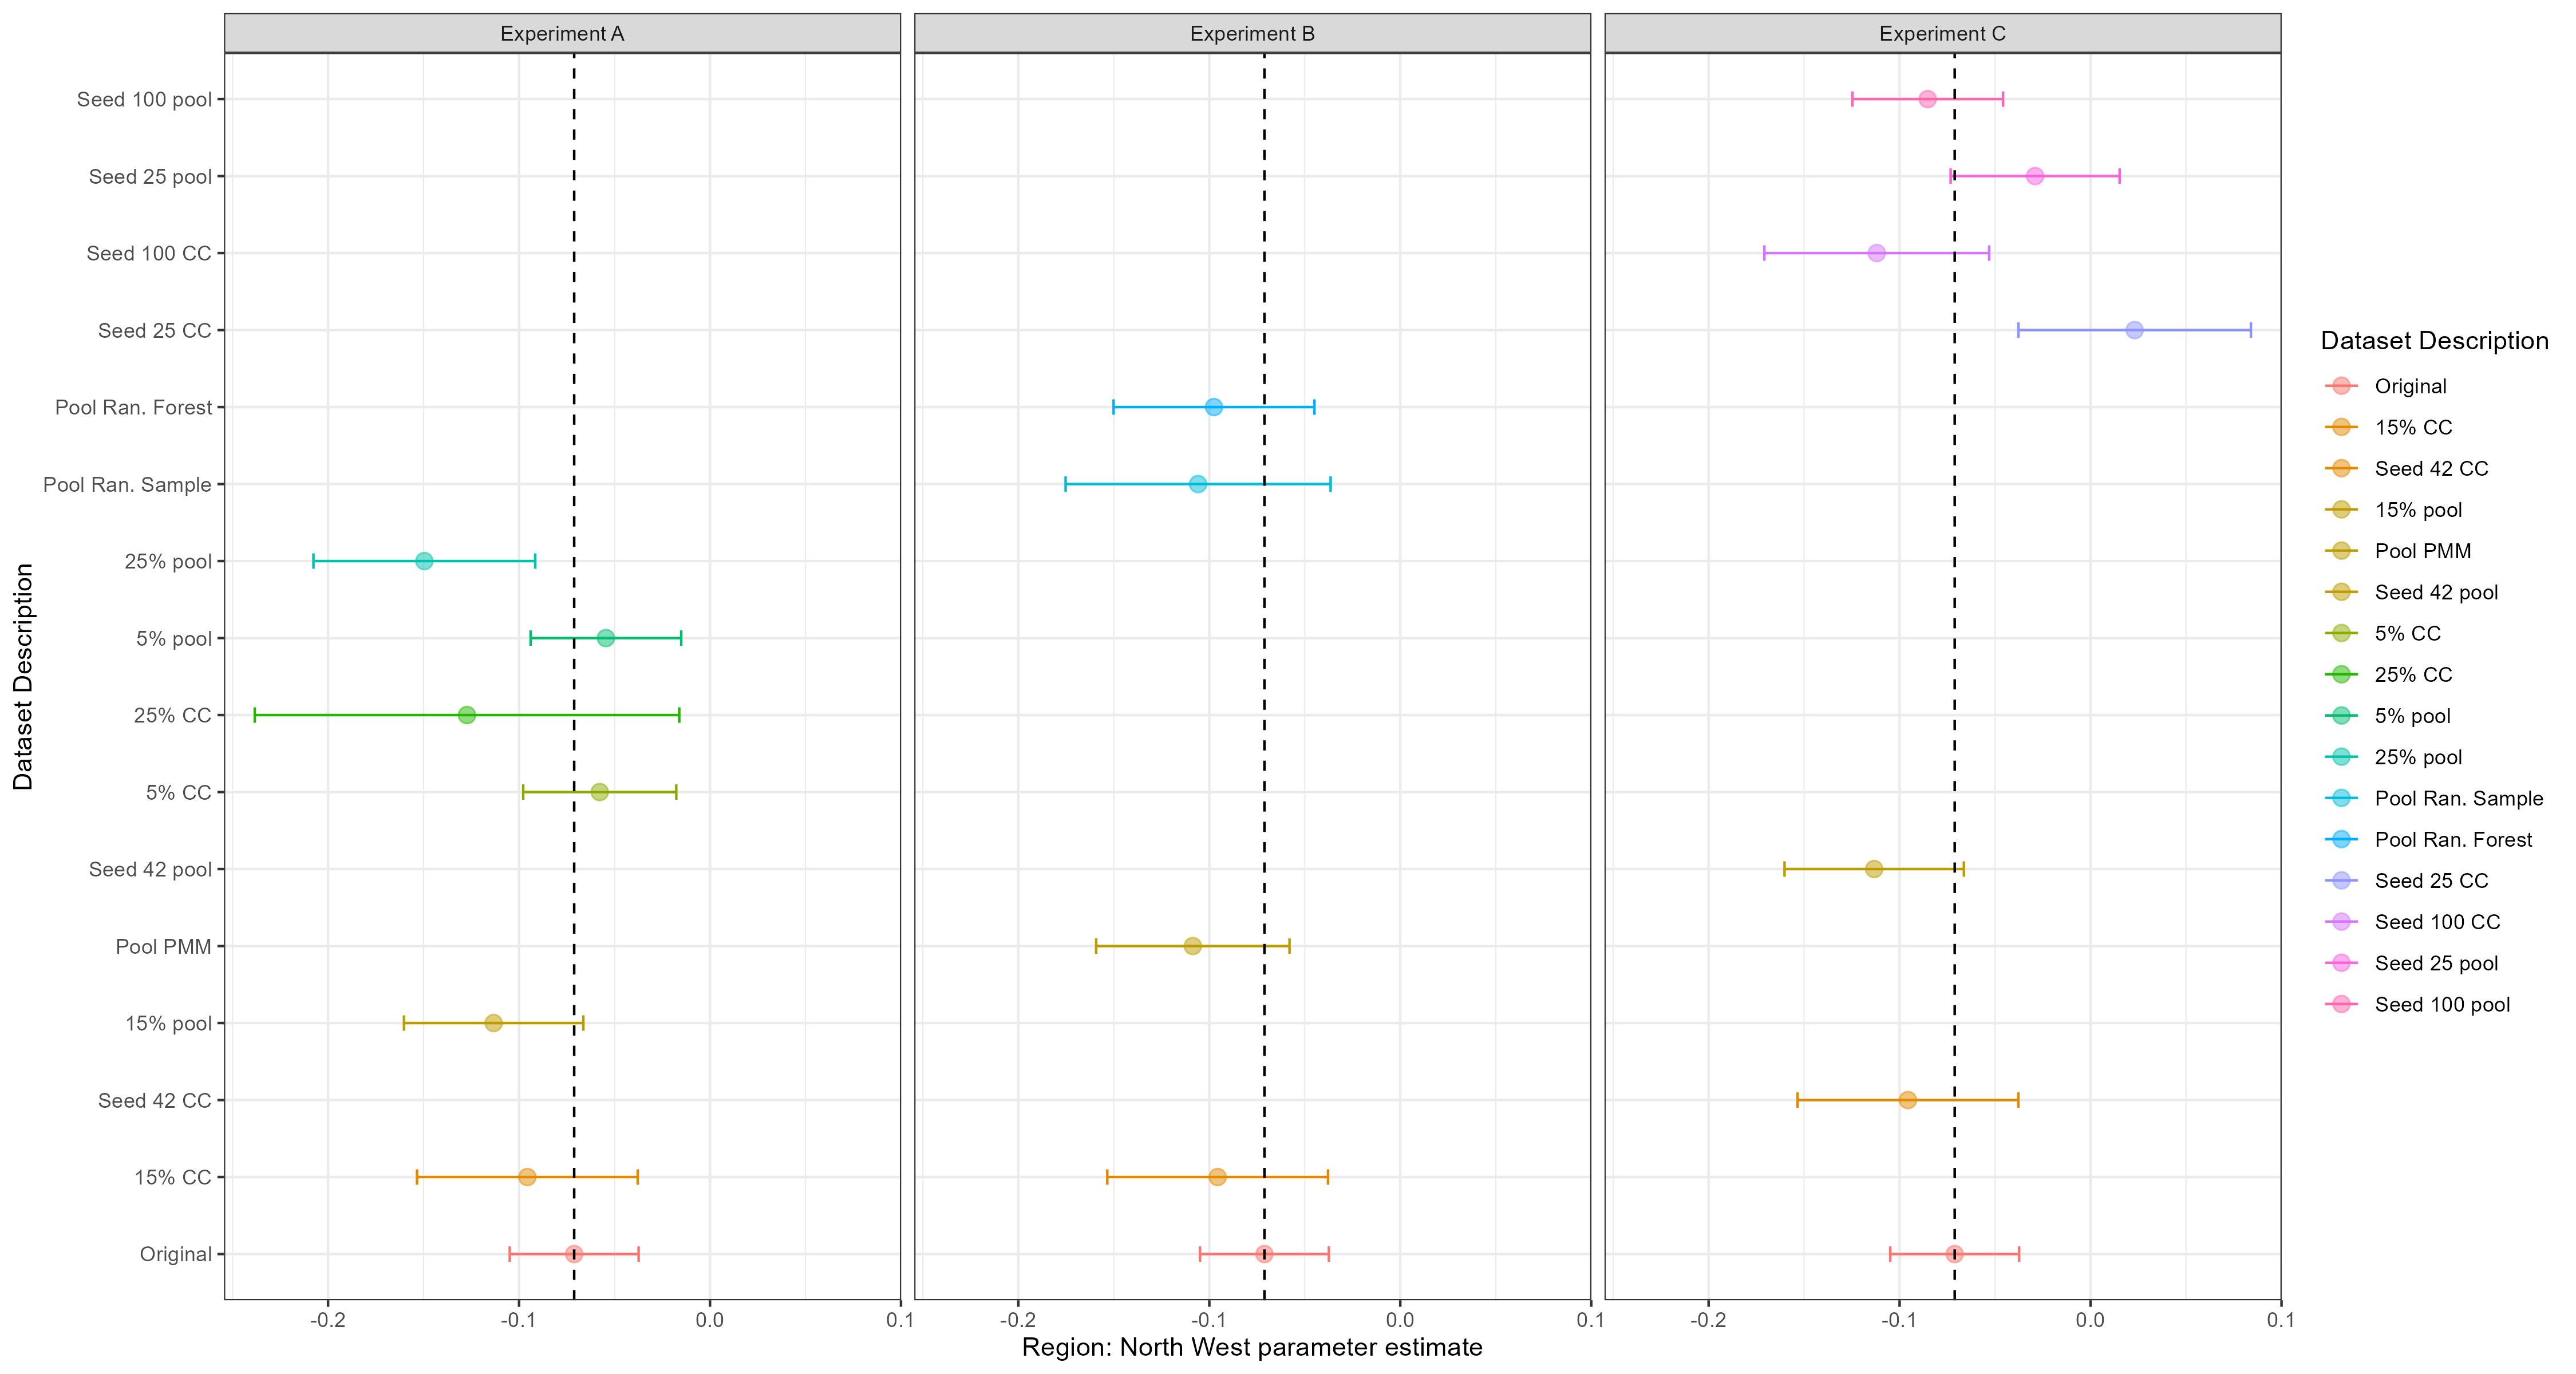 Experiment A
Experiment B
Experiment C
Dataset Description
Seed 100 pool
Seed 25 pool
Seed 100 CC
Seed 25 CC
Pool Ran. Forest
Pool Ran. Sample
25% pool
5% pool
25% CC
5% CC
Seed 42 pool
Pool PMM
15% pool
Seed 42 CC
15% CC
Original
-0.2 -0.1 0.0 0.1
-0.2 -0.1 0.0 0.1
-0.2 -0.1 0.0 0.1
Region: North West parameter estimate
Dataset Description
Original
15% CC
Seed 42 CC
15% pool
Pool PMM
Seed 42 pool
5% CC
25% CC
5% pool
25% pool
Pool Ran. Sample
Pool Ran. Forest
Seed 25 CC
Seed 100 CC
Seed 25 pool
Seed 100 pool